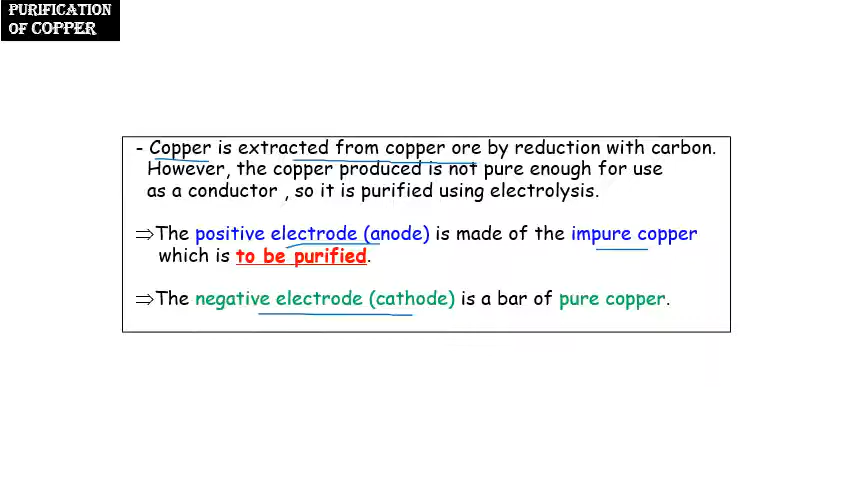 PURIFICATION
OF COPPER
- Copper is extracted from copper ore by reduction with carbon.
However, the copper produced is not pure enough for use
as a conductor , so it is purified using electrolysis.
⇒The positive electrode (anode) is made of the impure copper
which is to be purified.
⇒The negative electrode (cathode) is a bar of pure copper.